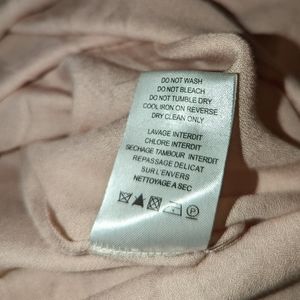 DO NOT WASH
DO NOT BLEACH
DO NOT TUMBLE DRY
COOL IRON ON REVERSE
DRY CLEAN ONLY
LAVAGE INTERDIT
CHLORE INTERDIT
SECHAGE TAMBOUR INTERDIT
REPASSAGE DELICAT
SUR L'ENVERS
NETTOYAGE A SEC
P